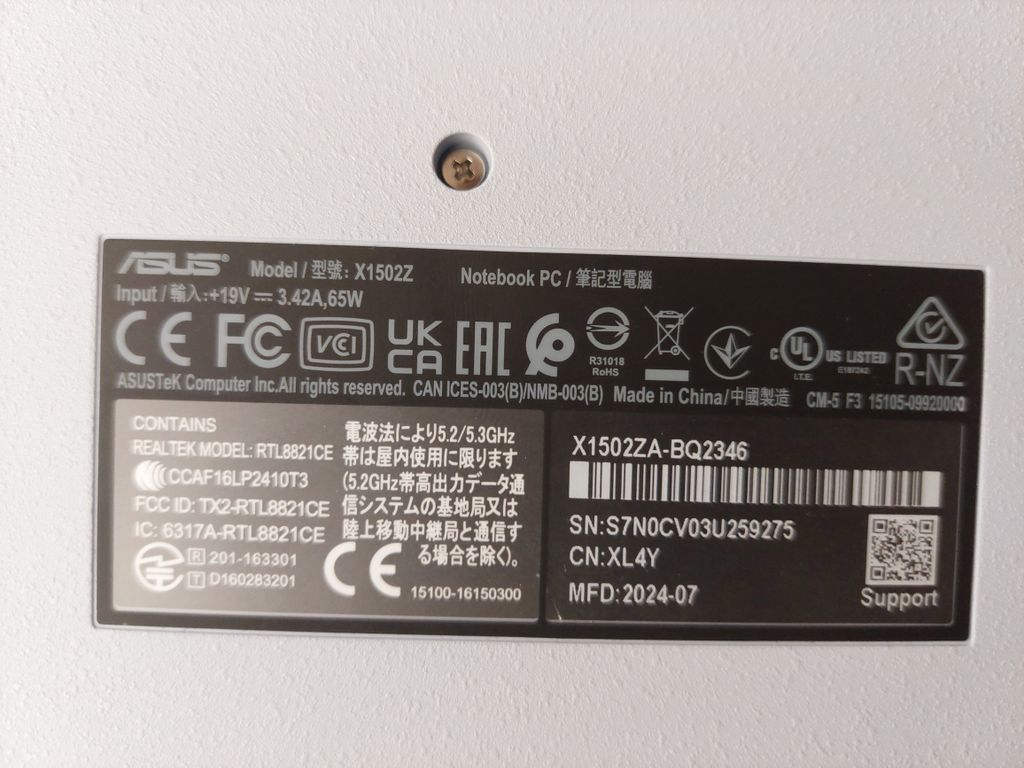 ASUS® Model / 型號: X1502Z Notebook PC / 筆記型電腦
Input / 輸入:+19V ⎓ 3.42A,65W
CE FC VCI UK CA EAC R31018 RoHS C UL US LISTED I.T.E. E187242 R-NZ
ASUSTeK Computer Inc.All rights reserved. CAN ICES-003(B)/NMB-003(B) Made in China/中國製造 CM-5 F3 15105-09920000
CONTAINS
REALTEK MODEL: RTL8821CE
CCAF16LP2410T3
FCC ID: TX2-RTL8821CE
IC: 6317A-RTL8821CE
R 201-163301
T D160283201
電波法により5.2/5.3GHz
帯は屋内使用に限ります
(5.2GHz帯高出力データ通
信システムの基地局又は
陸上移動中継局と通信す
る場合を除く)。
CE 15100-16150300
X1502ZA-BQ2346
SN:S7N0CV03U259275
CN:XL4Y
MFD:2024-07
Support